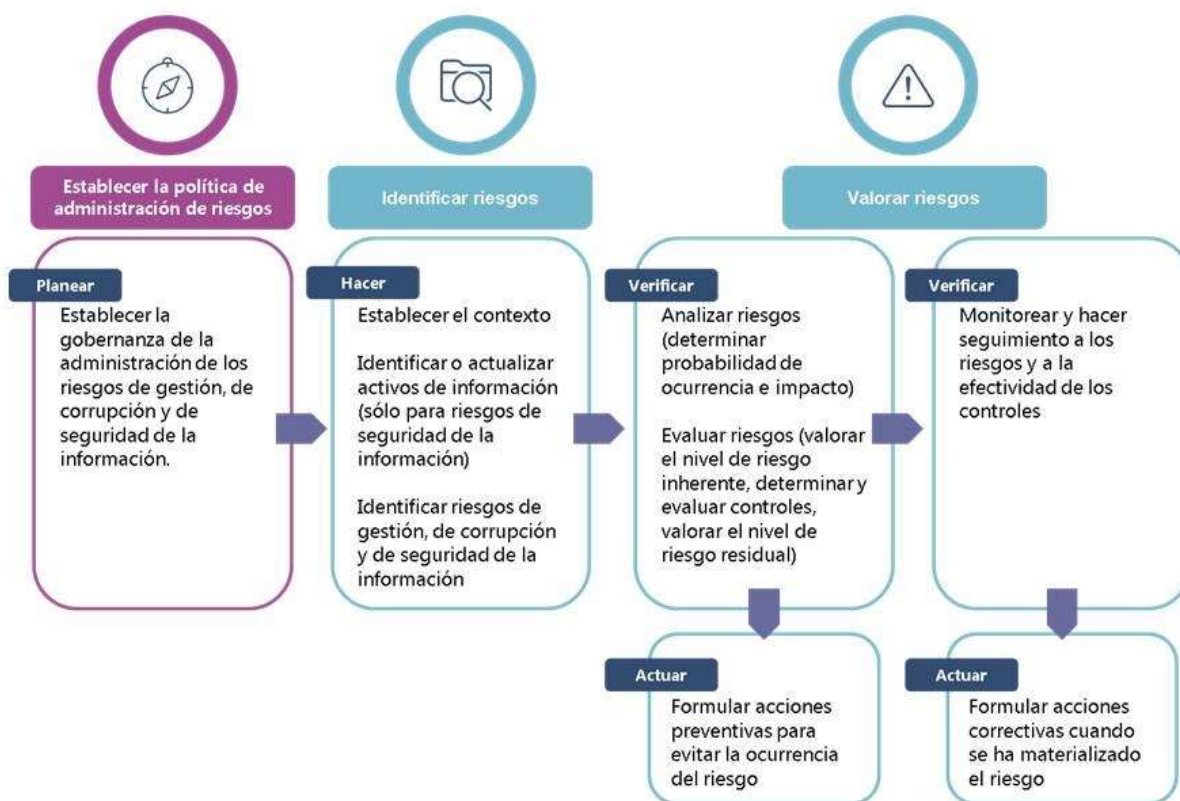 Establecer la política de
administración de riesgos
Identificar riesgos
Valorar riesgos
Planear
Establecer la
gobernanza de la
administración de los
riesgos de gestión, de
corrupción y de
seguridad de la
información.
Hacer
Establecer el contexto
Identificar o actualizar
activos de información
(sólo para riesgos de
seguridad de la
información)
Identificar riesgos de
gestión, de corrupción
y de seguridad de la
información
Verificar
Analizar riesgos
(determinar
probabilidad de
ocurrencia e impacto)
Evaluar riesgos (valorar
el nivel de riesgo
inherente, determinar y
evaluar controles,
valorar el nivel de
riesgo residual)
Verificar
Monitorear y hacer
seguimiento a los
riesgos y a la
efectividad de los
controles
Actuar
Formular acciones
preventivas para
evitar la ocurrencia
del riesgo
Actuar
Formular acciones
correctivas cuando
se ha materializado
el riesgo